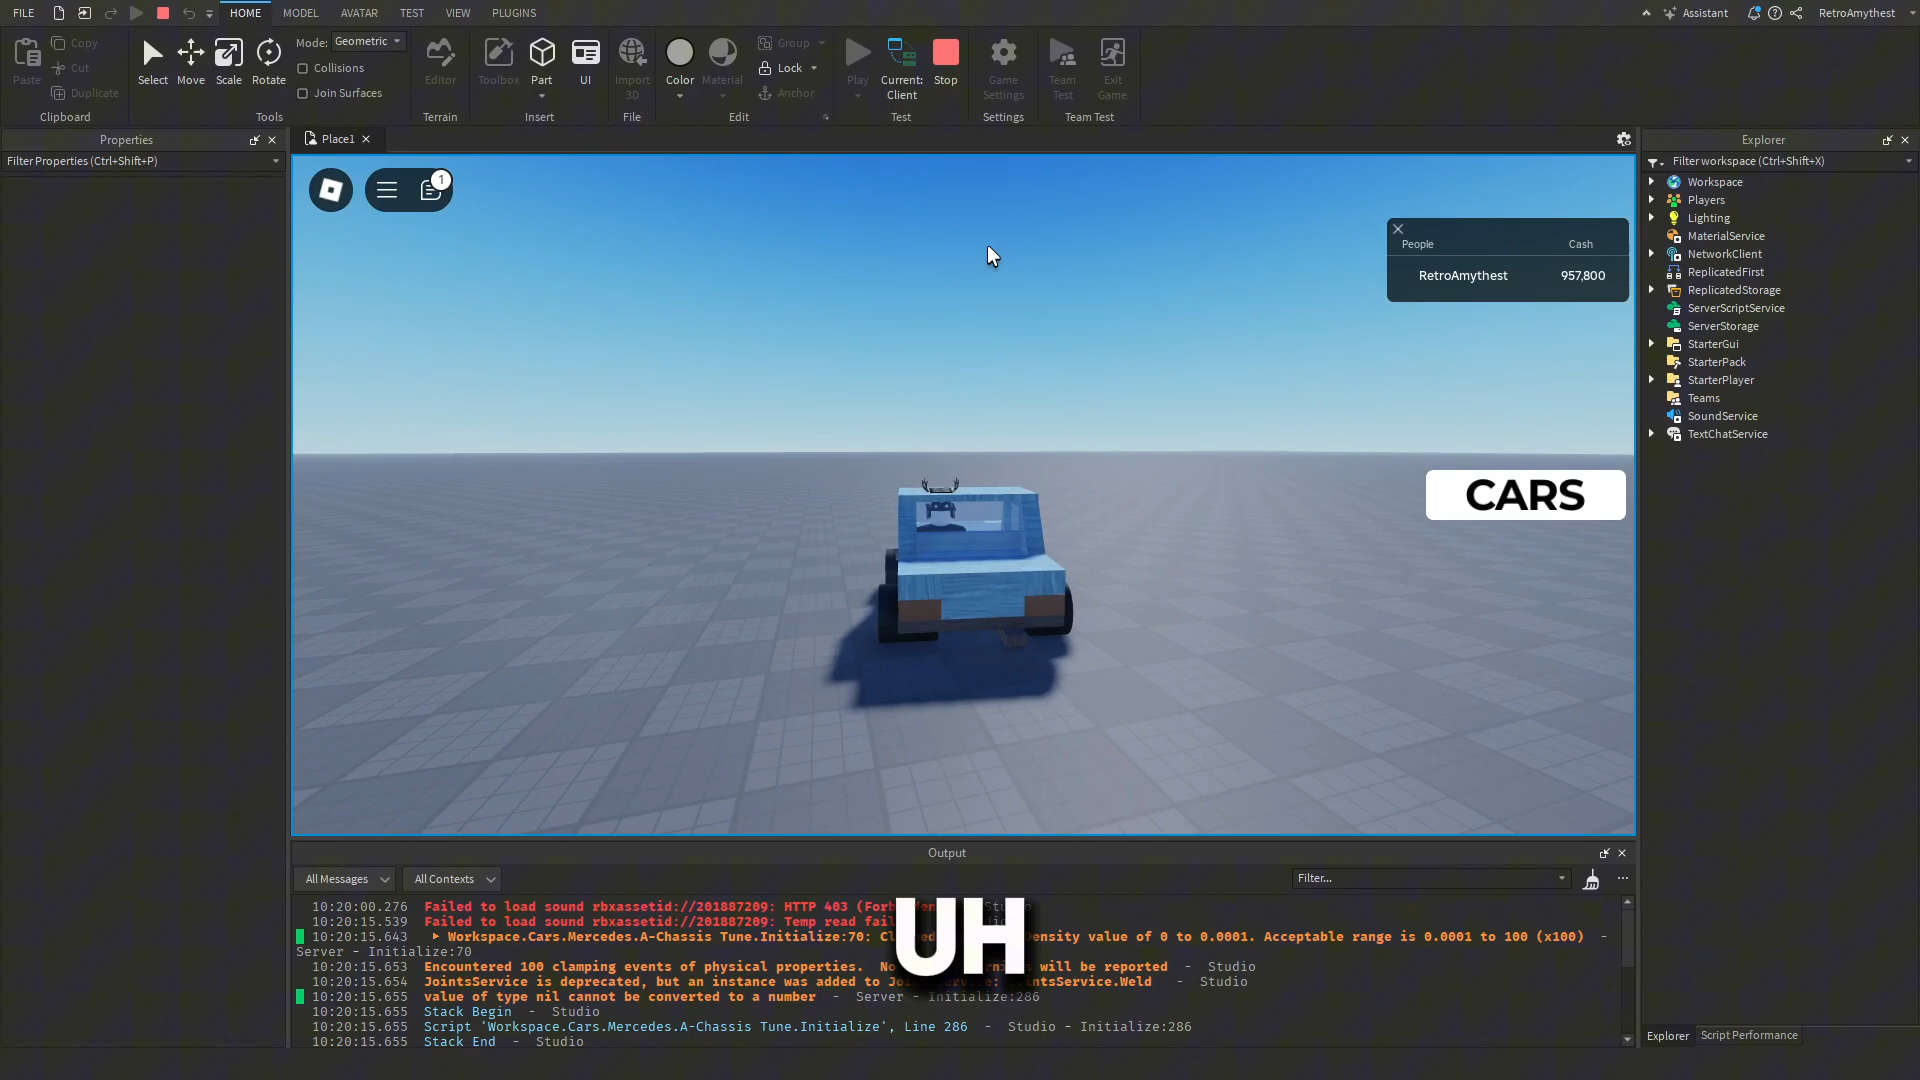 FILE HOME MODEL AVATAR TEST VIEW PLUGINS Assistant RetroAmythest
Paste Copy Cut Duplicate
Clipboard
Select Move Scale Rotate
Mode: Geometric
Collisions
Join Surfaces
Tools
Editor
Terrain
Toolbox Part UI
Insert
Import 3D
File
Color Material Group Lock Anchor
Edit
Play Current: Client Stop
Test
Game Settings
Settings
Team Test Exit Game
Team Test
Properties
Filter Properties (Ctrl+Shift+P)
Place1
1
People Cash
RetroAmythest 957,800
CARS
Explorer
Filter workspace (Ctrl+Shift+X)
Workspace
Players
Lighting
MaterialService
NetworkClient
ReplicatedFirst
ReplicatedStorage
ServerScriptService
ServerStorage
StarterGui
StarterPack
StarterPlayer
Teams
SoundService
TextChatService
Output
All Messages All Contexts Filter...
10:20:00.276 Failed to load sound rbxassetid://201887209: HTTP 403
10:20:15.539 Failed to load sound rbxassetid://201887209: Temp read
10:20:15.643 Workspace.Cars.Mercedes.A-Chassis Tune.Initialize:70: Density value of 0 to 0.0001. Acceptable range is 0.0001 to 100 (x100) -
Server - Initialize:70
10:20:15.653 Encountered 100 clamping events of physical properties. will be reported - Studio
10:20:15.654 JointsService is deprecated, but an instance was added to - Studio
10:20:15.655 value of type nil cannot be converted to a number - Server - Initialize:286
10:20:15.655 Stack Begin - Studio
10:20:15.655 Script 'Workspace.Cars.Mercedes.A-Chassis Tune.Initialize', Line 286 - Studio - Initialize:286
10:20:15.655 Stack End - Studio
UH
Explorer Script Performance